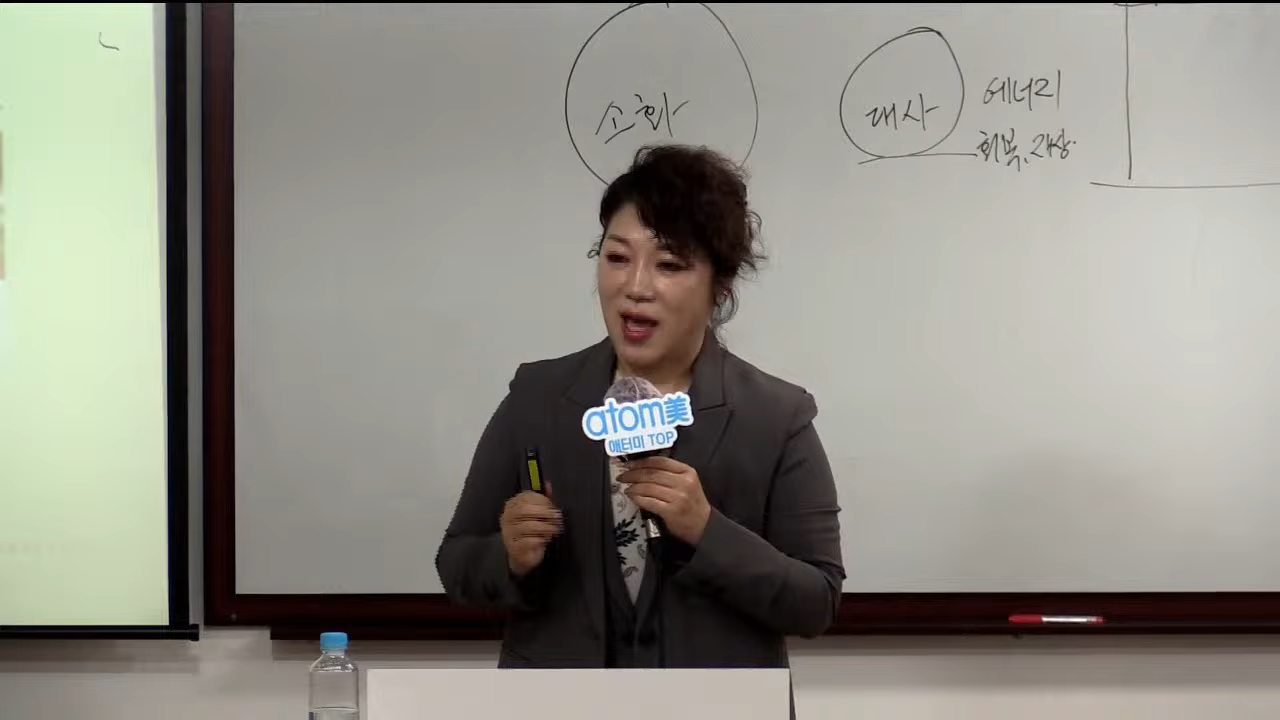 소화
대사
에너리
회복, 재생
atom美
애터미 TOP